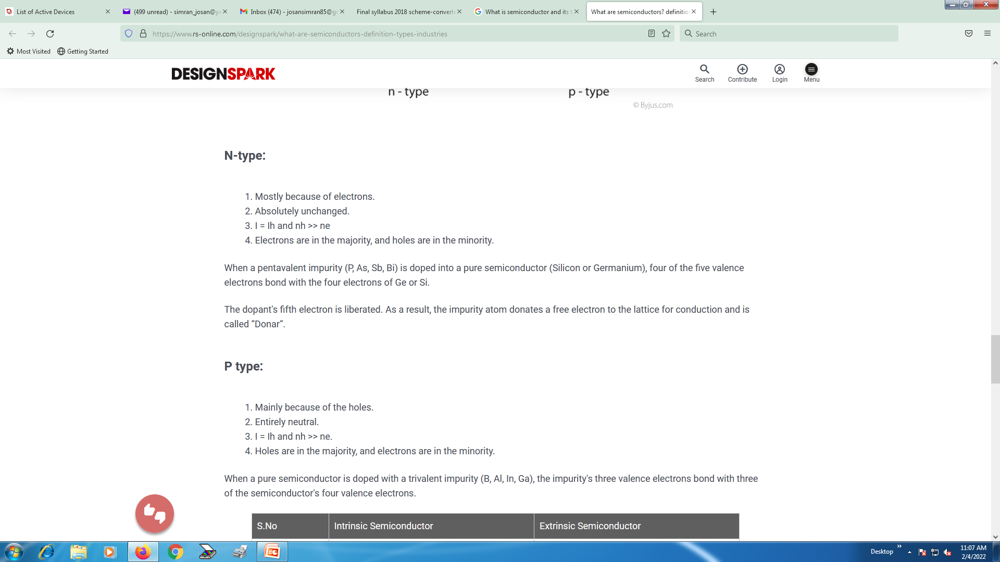 List of Active Devices
(499 unread) - simran_josan@ya
Inbox (474) - josansimran85@g
Final syllabus 2018 scheme-converte
What is semiconductor and its t
What are semiconductors? definitio
https://www.rs-online.com/designspark/what-are-semiconductors-definition-types-industries
Search
Most Visited
Getting Started
DESIGNSPARK
Search
Contribute
Login
Menu
n - type
p - type
© Byjus.com
N-type:
1. Mostly because of electrons.
2. Absolutely unchanged.
3. I = Ih and nh >> ne
4. Electrons are in the majority, and holes are in the minority.
When a pentavalent impurity (P, As, Sb, Bi) is doped into a pure semiconductor (Silicon or Germanium), four of the five valence
electrons bond with the four electrons of Ge or Si.
The dopant's fifth electron is liberated. As a result, the impurity atom donates a free electron to the lattice for conduction and is
called “Donar“.
P type:
1. Mainly because of the holes.
2. Entirely neutral.
3. I = Ih and nh >> ne.
4. Holes are in the majority, and electrons are in the minority.
When a pure semiconductor is doped with a trivalent impurity (B, Al, In, Ga), the impurity's three valence electrons bond with three
of the semiconductor's four valence electrons.
S.No
Intrinsic Semiconductor
Extrinsic Semiconductor
Desktop
11:07 AM
2/4/2022